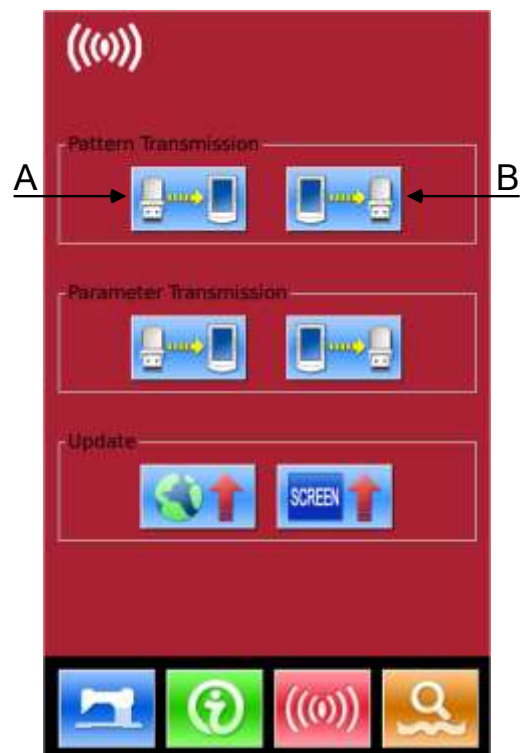 Pattern Transmission
A B
Parameter Transmission
Update
SCREEN